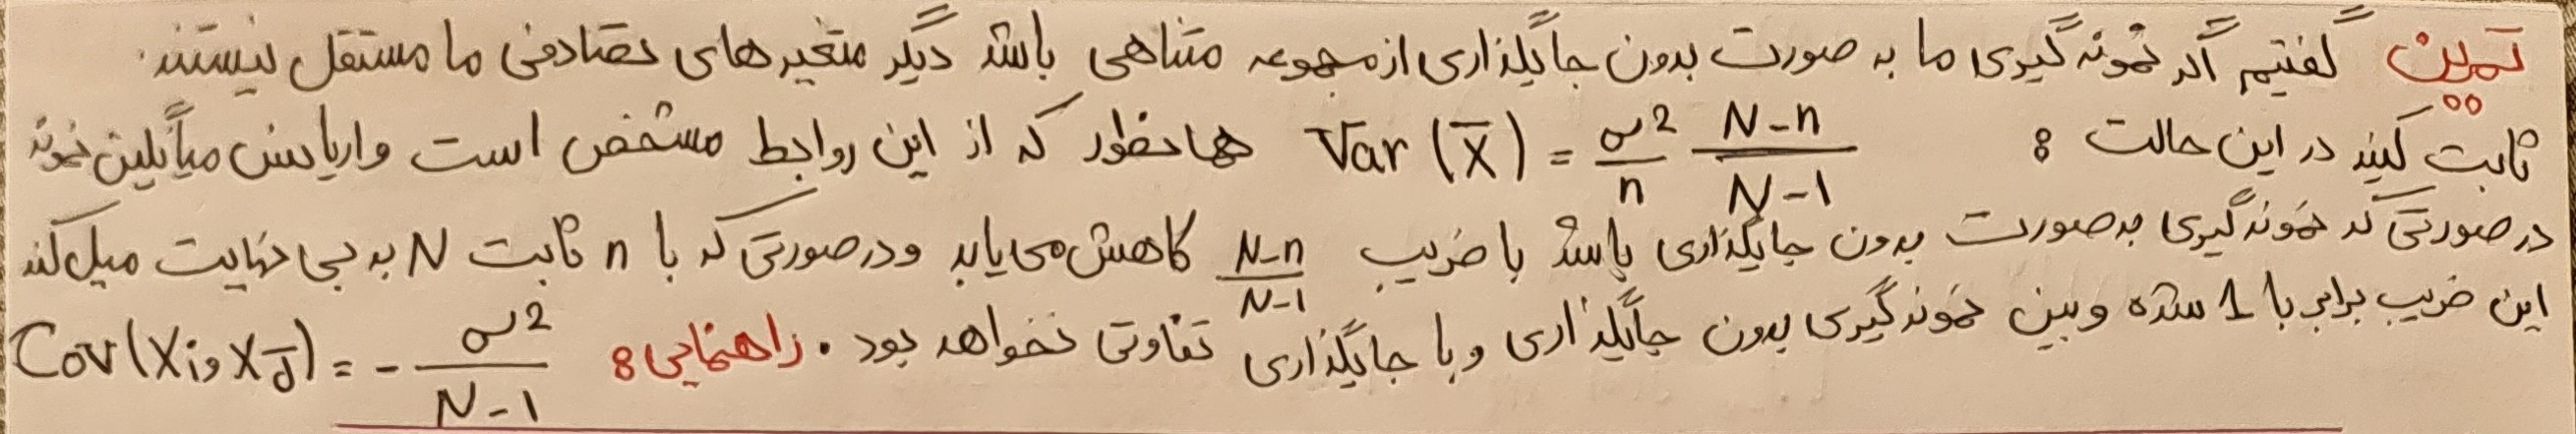 تمرین گفتیم اگر نمونه گیری ما به صورت بدون جایگذاری از مجموعه متناهی باشد دیگر متغیر های تصادفی ما مستقل نیستند.
ثابت کنید در این حالت : Var(X̄) = σ²/n (N-n)/(N-1) همانطور که از این روابط مشخص است واریانس میانگین نمونه
در صورتی که نمونه گیری به صورت بدون جایگذاری باشد با ضریب (N-n)/(N-1) کاهش می یابد و در صورتی که با n ثابت N به بی نهایت میل کند
این ضریب برابر با 1 شده و بین نمونه گیری بدون جایگذاری و با جایگذاری تفاوتی نخواهد بود . راهنمایی : Cov(Xi, Xj) = - σ²/(N-1)